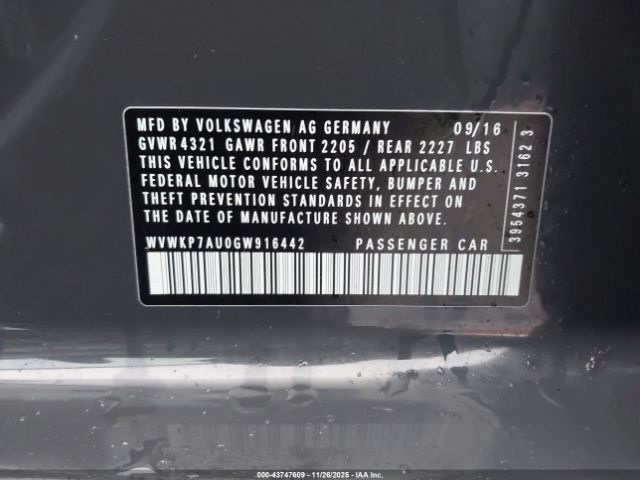 MFD BY VOLKSWAGEN AG GERMANY 09/16
GVWR 4321 GAWR FRONT 2205 / REAR 2227 LBS
THIS VEHICLE CONFORMS TO ALL APPLICABLE U.S.
FEDERAL MOTOR VEHICLE SAFETY, BUMPER AND
THEFT PREVENTION STANDARDS IN EFFECT ON THE
DATE OF MANUFACTURE SHOWN ABOVE.
WVWKP7AU0GW916442 PASSENGER CAR
3954371 3162 3
000-43747609 - 11/26/2025 - IAA Inc.